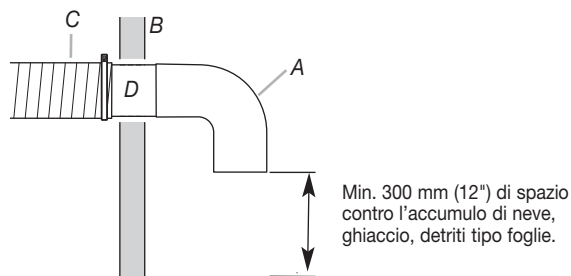 C
B
A
D
Min. 300 mm (12") di spazio
contro l'accumulo di neve,
ghiaccio, detriti tipo foglie.